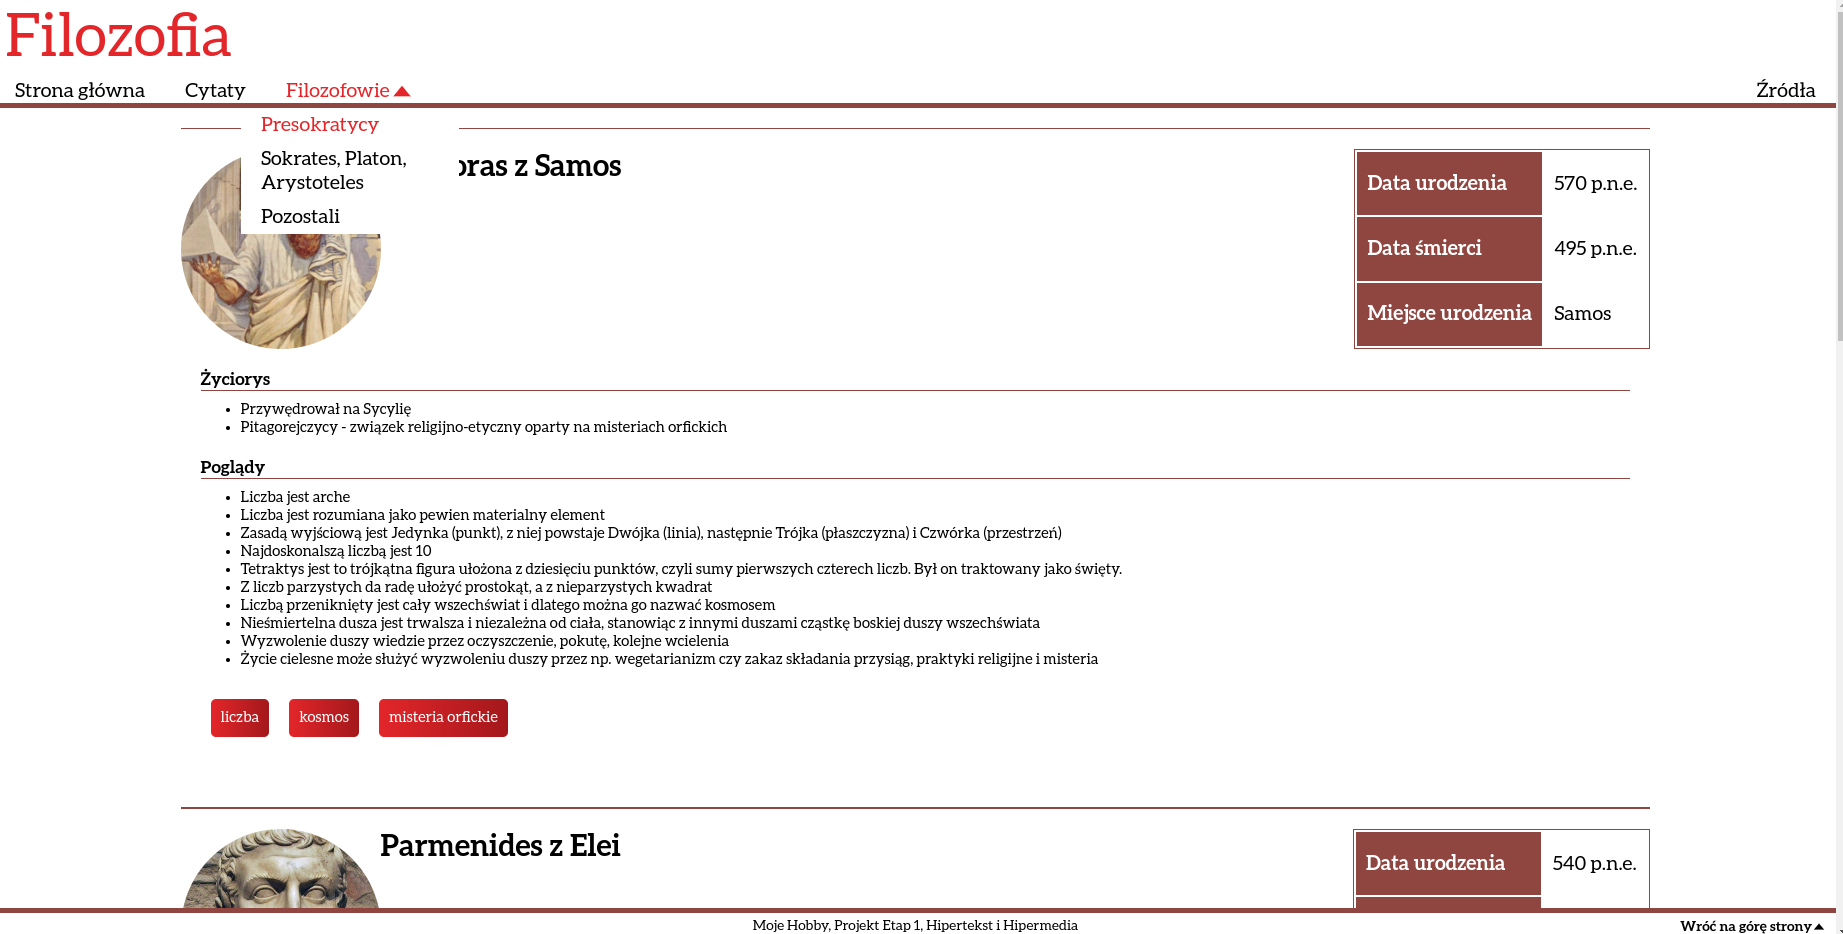 Filozofia
Strona główna Cytaty Filozofowie Źródła
Presokratycy
Sokrates, Platon,
Arystoteles
Pozostali
oras z Samos
Data urodzenia 570 p.n.e.
Data śmierci 495 p.n.e.
Miejsce urodzenia Samos
Życiorys
• Przywędrował na Sycylię
• Pitagorejczycy - związek religijno-etyczny oparty na misteriach orfickich
Poglądy
• Liczba jest arche
• Liczba jest rozumiana jako pewien materialny element
• Zasadą wyjściową jest Jedynka (punkt), z niej powstaje Dwójka (linia), następnie Trójka (płaszczyzna) i Czwórka (przestrzeń)
• Najdoskonalszą liczbą jest 10
• Tetraktys jest to trójkątna figura ułożona z dziesięciu punktów, czyli sumy pierwszych czterech liczb. Był on traktowany jako święty.
• Z liczb parzystych da radę ułożyć prostokąt, a z nieparzystych kwadrat
• Liczbą przeniknięty jest cały wszechświat i dlatego można go nazwać kosmosem
• Nieśmiertelna dusza jest trwalsza i niezależna od ciała, stanowiąc z innymi duszami cząstkę boskiej duszy wszechświata
• Wyzwolenie duszy wiedzie przez oczyszczenie, pokutę, kolejne wcielenia
• Życie cielesne może służyć wyzwoleniu duszy przez np. wegetarianizm czy zakaz składania przysiąg, praktyki religijne i misteria
liczba kosmos misteria orfickie
Parmenides z Elei
Data urodzenia 540 p.n.e.
Moje Hobby, Projekt Etap 1, Hipertekst i Hipermedia
Wróć na górę strony